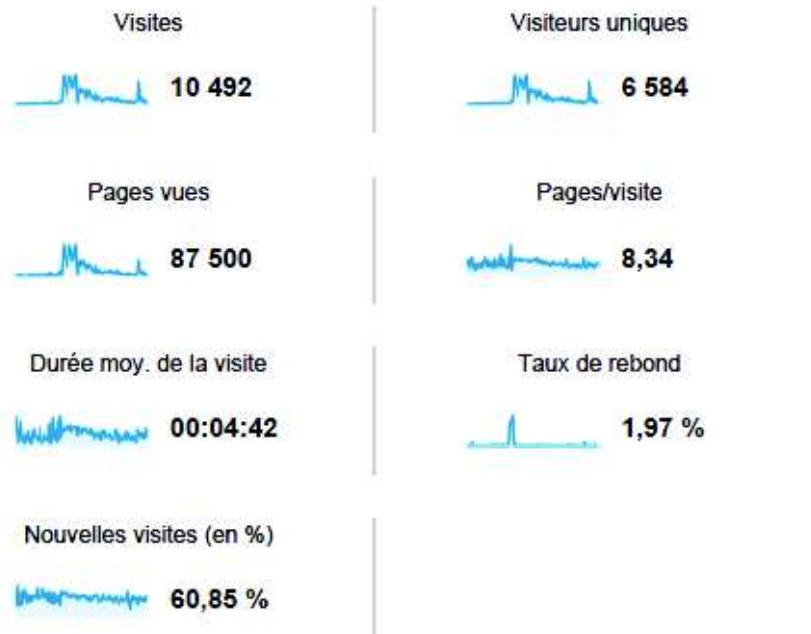 Visites
10 492
Visiteurs uniques
6 584
Pages vues
87 500
Pages/visite
8,34
Durée moy. de la visite
00:04:42
Taux de rebond
1,97 %
Nouvelles visites (en %)
60,85 %